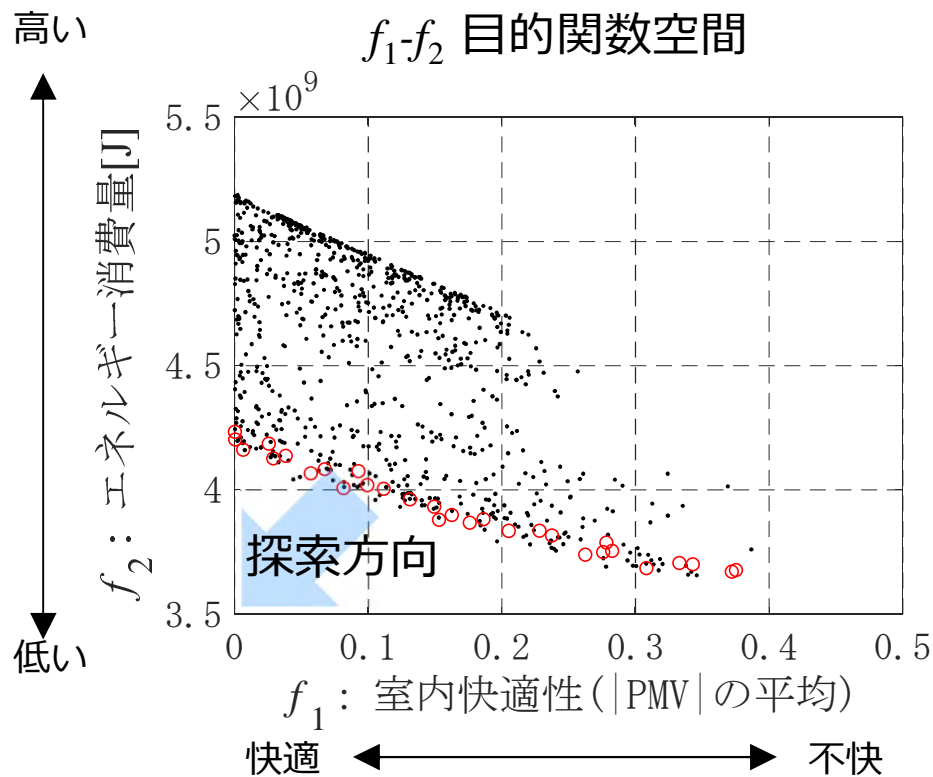 高い
f1-f2 目的関数空間
×10^9
5.5
5
4.5
4
3.5
f2: エネルギー消費量[J]
探索方向
低い
0 0.1 0.2 0.3 0.4 0.5
f1: 室内快適性(|PMV|の平均)
快適 不快